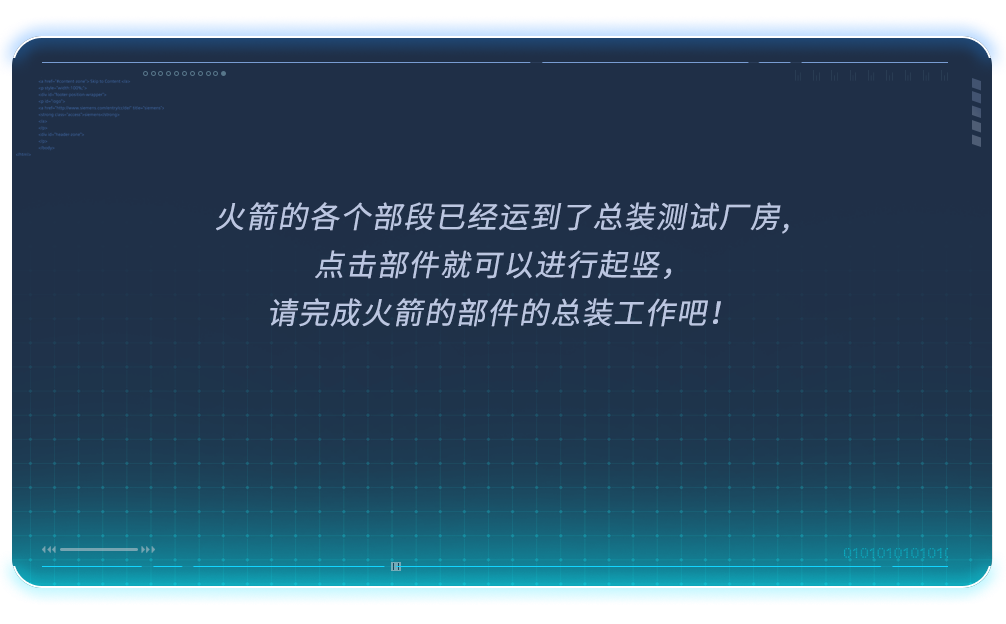 火箭的各个部段已经运到了总装测试厂房,
点击部件就可以进行起竖，
请完成火箭的部件的总装工作吧！